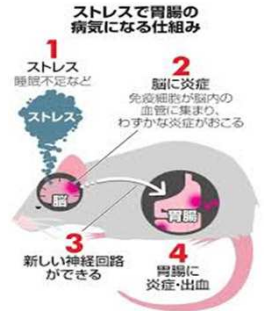 ストレスで胃腸の
病気になる仕組み
1
ストレス
睡眠不足など
ストレス
2
脳に炎症
免疫細胞が脳内の
血管に集まり、
わずかな炎症がおこる
脳
胃腸
3
新しい神経回路
ができる
4
胃腸に
炎症・出血